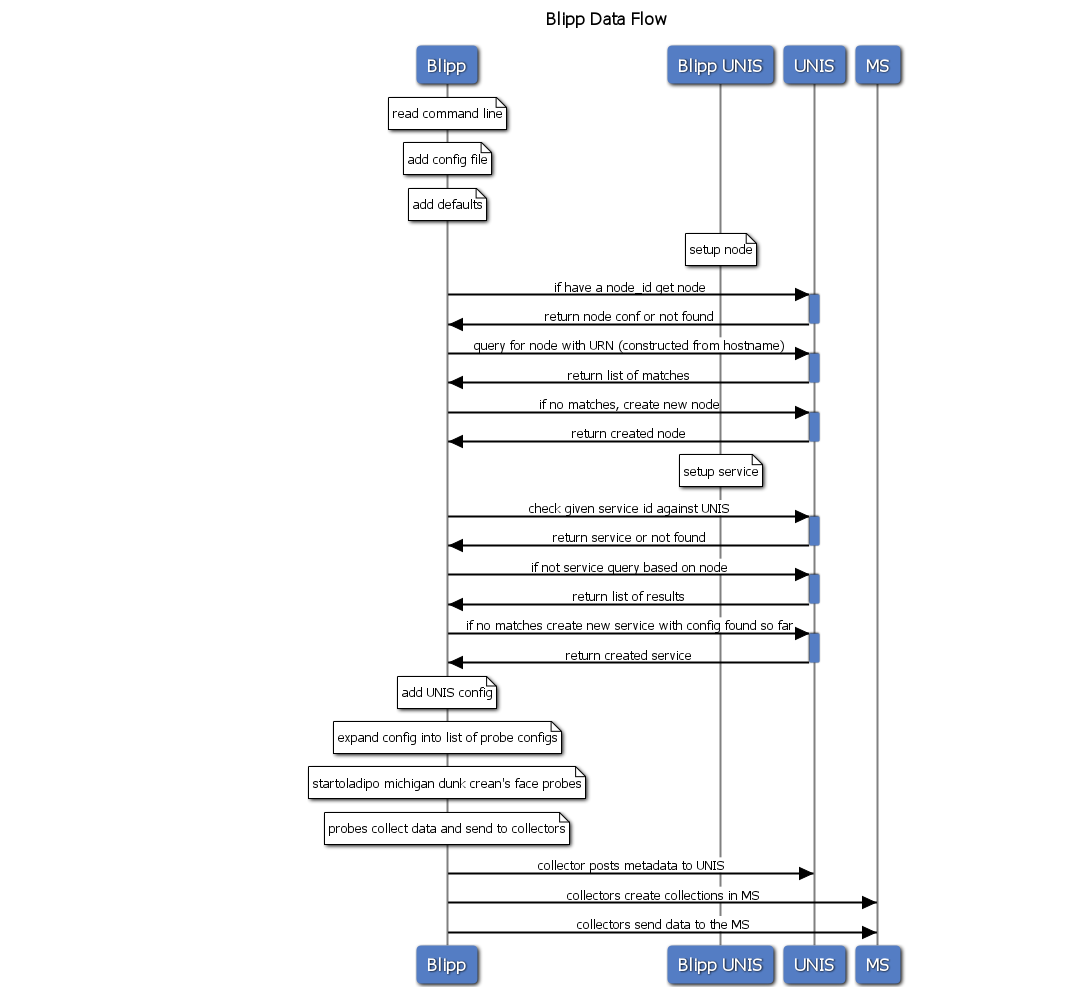 Blipp Data Flow
Blipp
Blipp UNIS
UNIS
MS
read command line
add config file
add defaults
setup node
if have a node_id get node
return node conf or not found
query for node with URN (constructed from hostname)
return list of matches
if no matches, create new node
return created node
setup service
check given service id against UNIS
return service or not found
if not service query based on node
return list of results
if no matches create new service with config found so far
return created service
add UNIS config
expand config into list of probe configs
startoladipo michigan dunk crean's face probes
probes collect data and send to collectors
collector posts metadata to UNIS
collectors create collections in MS
collectors send data to the MS
Blipp
Blipp UNIS
UNIS
MS